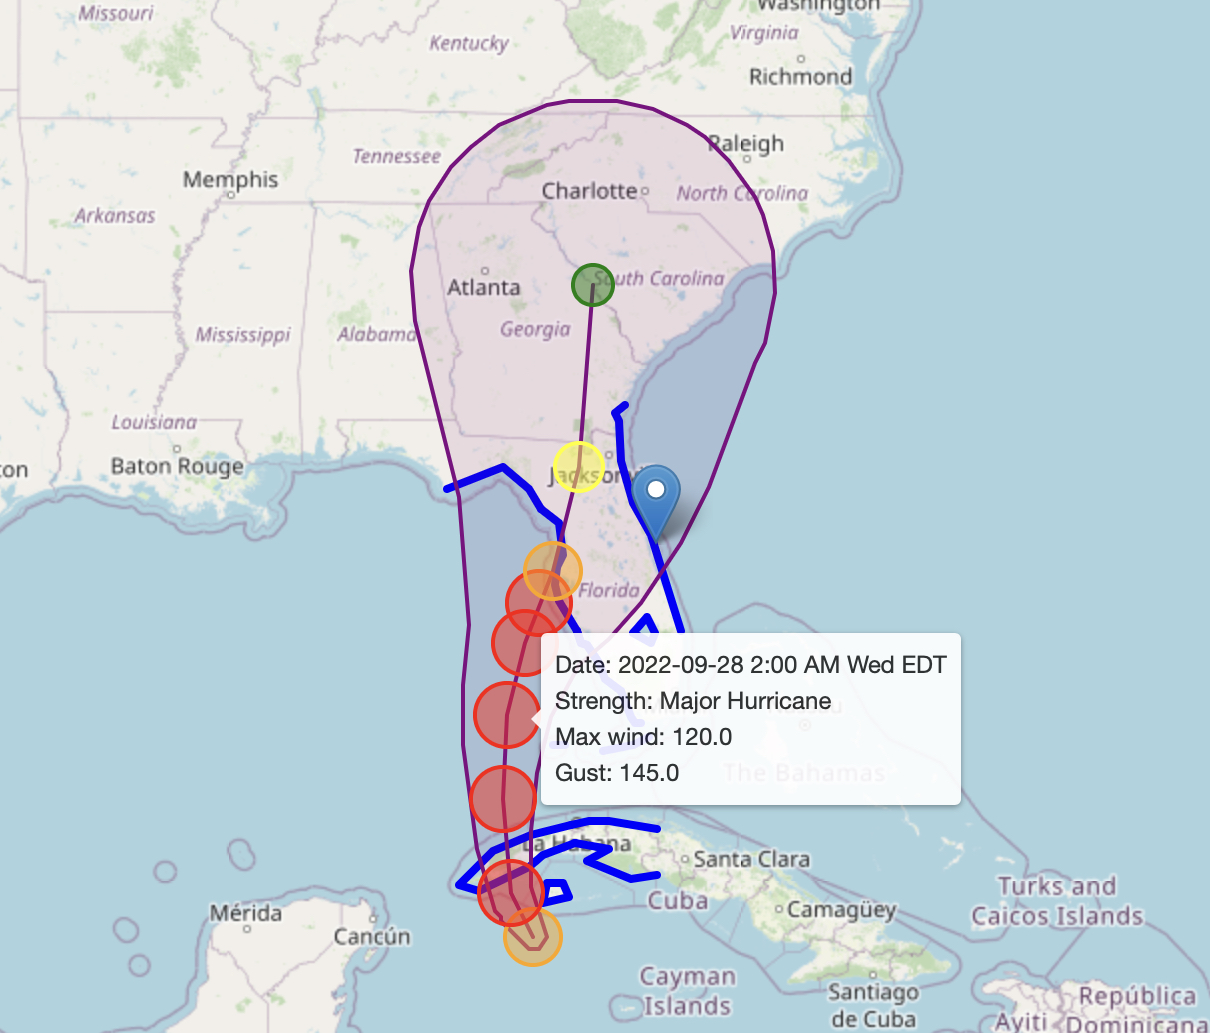 Washington
Missouri
Virginia
Kentucky
Richmond
Raleigh
Tennessee
Memphis
Charlotte
North Carolina
Arkansas
South Carolina
Atlanta
Georgia
Mississippi
Alabama
Louisiana
Baton Rouge
ton
Jacksonvi
Florida
Date: 2022-09-28 2:00 AM Wed EDT
Strength: Major Hurricane
Max wind: 120.0
Gust: 145.0
The Bahamas
La Habana
Santa Clara
Cuba
Camagüey
Turks and
Caicos Islands
Mérida
Cancún
Cayman
Islands
Santiago
de Cuba
República
Dominicana
Ayiti